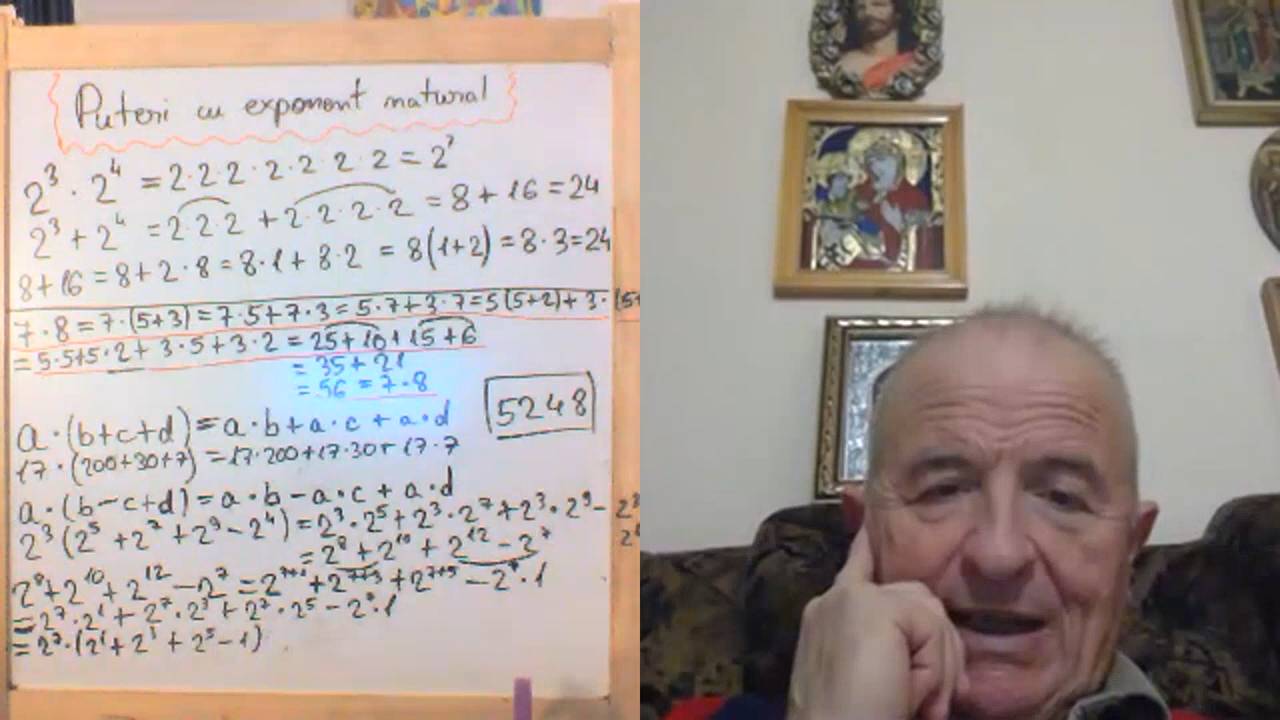 Puteri cu exponent natural
2³ · 2⁴ = 2·2·2·2·2·2·2 = 2⁷
2³ + 2⁴ = 2·2·2 + 2·2·2·2 = 8 + 16 = 24
8+16 = 8+2·8 = 8·1 + 8·2 = 8(1+2) = 8·3=24
7·8 = 7·(5+3) = 7·5+7·3 = 5·7+3·7=5(5+2)+3·(5+
= 5·5+5·2+ 3·5+3·2 = 25+10+15+6
= 35+21
= 56 = 7·8
5248
a·(b+c+d) = a·b+a·c+a·d
17·(200+30+7) = 17·200+17·30+17·7
a·(b−c+d) = a·b−a·c+a·d
2³(2⁵+2⁷+2⁹−2⁴) = 2³·2⁵+2³·2⁷+2³·2⁹−2³
= 2⁸+2¹⁰+2¹²−2⁷
2⁸+2¹⁰+2¹²−2⁷ = 2⁷⁺¹+2⁷⁺³+2⁷⁺⁵−2⁷·1
= 2⁷·2¹+2⁷·2³+2⁷·2⁵−2⁷·1
= 2⁷·(2¹+2³+2⁵−1)